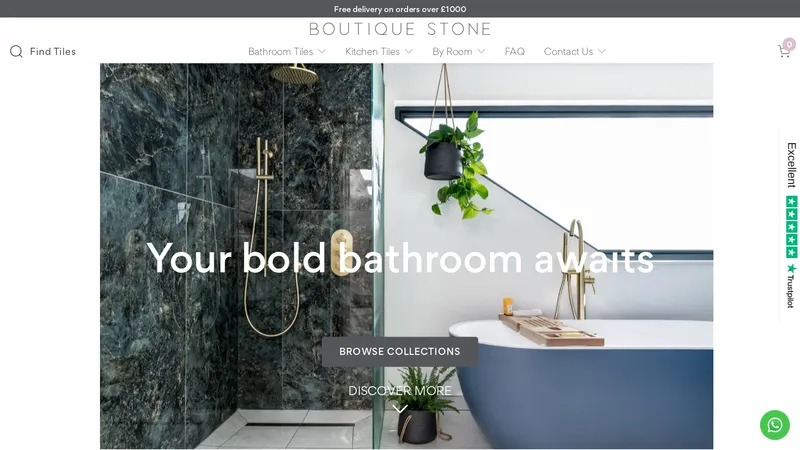 Free delivery on orders over £1000
BOUTIQUE STONE
Find Tiles
Bathroom Tiles
Kitchen Tiles
By Room
FAQ
Contact Us
0
Your bold bathroom awaits
BROWSE COLLECTIONS
DISCOVER MORE
Excellent
Trustpilot